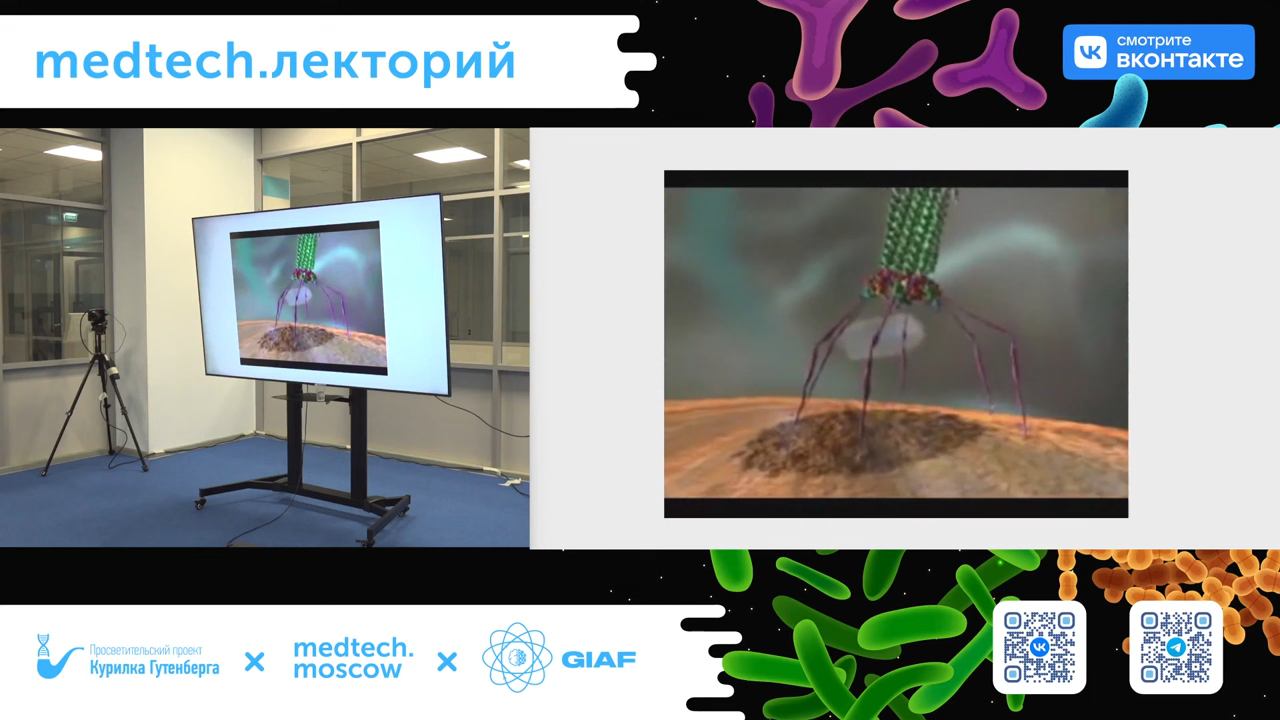 medtech.лекторий
смотрите
вконтакте
Просветительский проект
Курилка Гутенберга
medtech.
moscow
GIAF